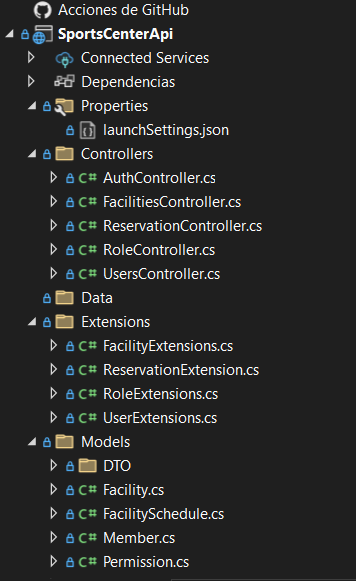 Acciones de GitHub
SportsCenterApi
Connected Services
Dependencias
Properties
launchSettings.json
Controllers
C# AuthController.cs
C# FacilitiesController.cs
C# ReservationController.cs
C# RoleController.cs
C# UsersController.cs
Data
Extensions
C# FacilityExtensions.cs
C# ReservationExtension.cs
C# RoleExtensions.cs
C# UserExtensions.cs
Models
DTO
C# Facility.cs
C# FacilitySchedule.cs
C# Member.cs
C# Permission.cs